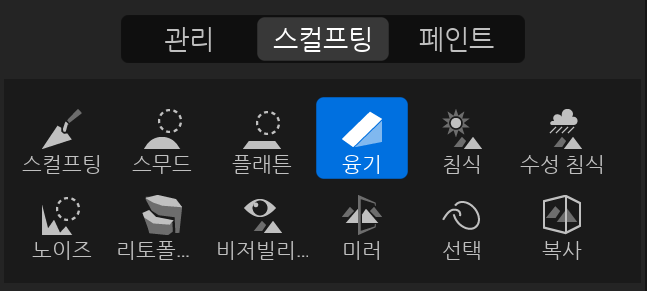 관리 스컬프팅 페인트
스컬프팅 스무드 플래튼 융기 침식 수성 침식
노이즈 리토폴... 비저빌리... 미러 선택 복사